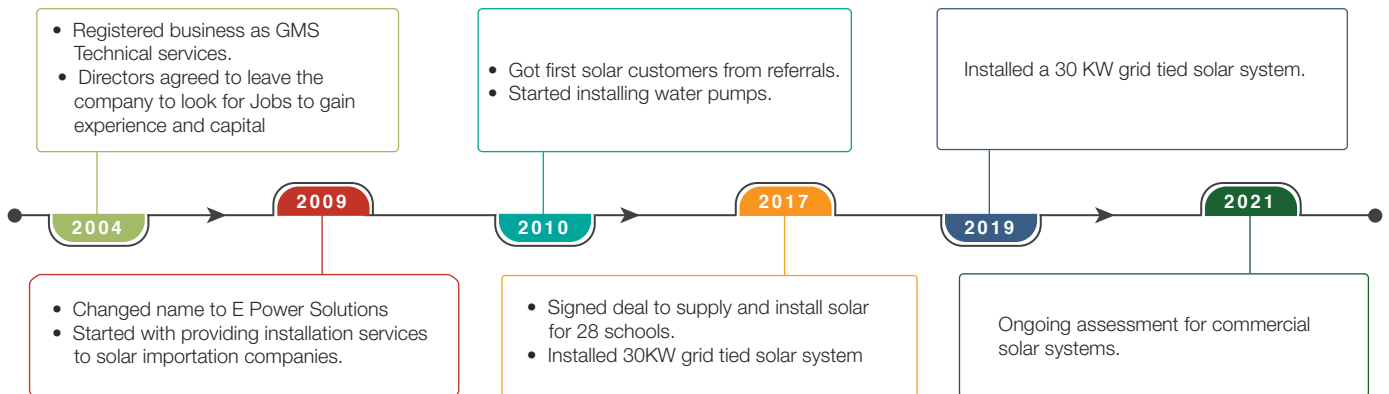 • Registered business as GMS
Technical services.
• Directors agreed to leave the
company to look for Jobs to gain
experience and capital
• Got first solar customers from referrals.
• Started installing water pumps.
Installed a 30 KW grid tied solar system.
2004
2009
2010
2017
2019
2021
• Changed name to E Power Solutions
• Started with providing installation services
to solar importation companies.
• Signed deal to supply and install solar
for 28 schools.
• Installed 30KW grid tied solar system
Ongoing assessment for commercial
solar systems.